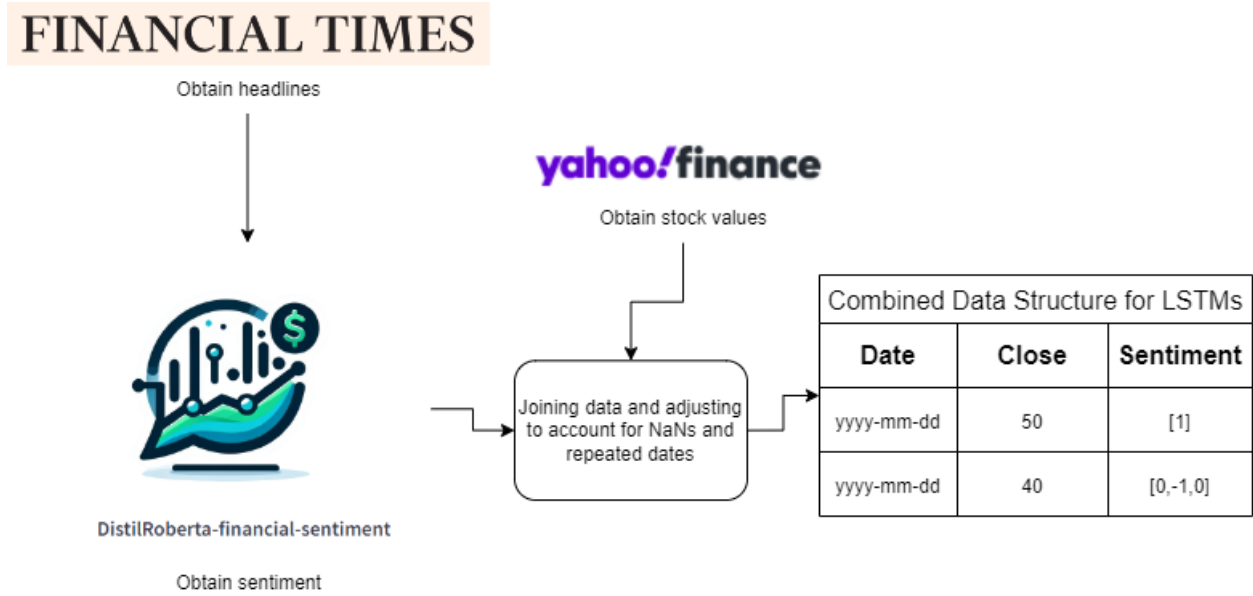 FINANCIAL TIMES
Obtain headlines
yahoo!finance
Obtain stock values
$
DistilRoberta-financial-sentiment
Obtain sentiment
Joining data and adjusting
to account for NaNs and
repeated dates
Combined Data Structure for LSTMs
Date Close Sentiment
yyyy-mm-dd 50 [1]
yyyy-mm-dd 40 [0,-1,0]